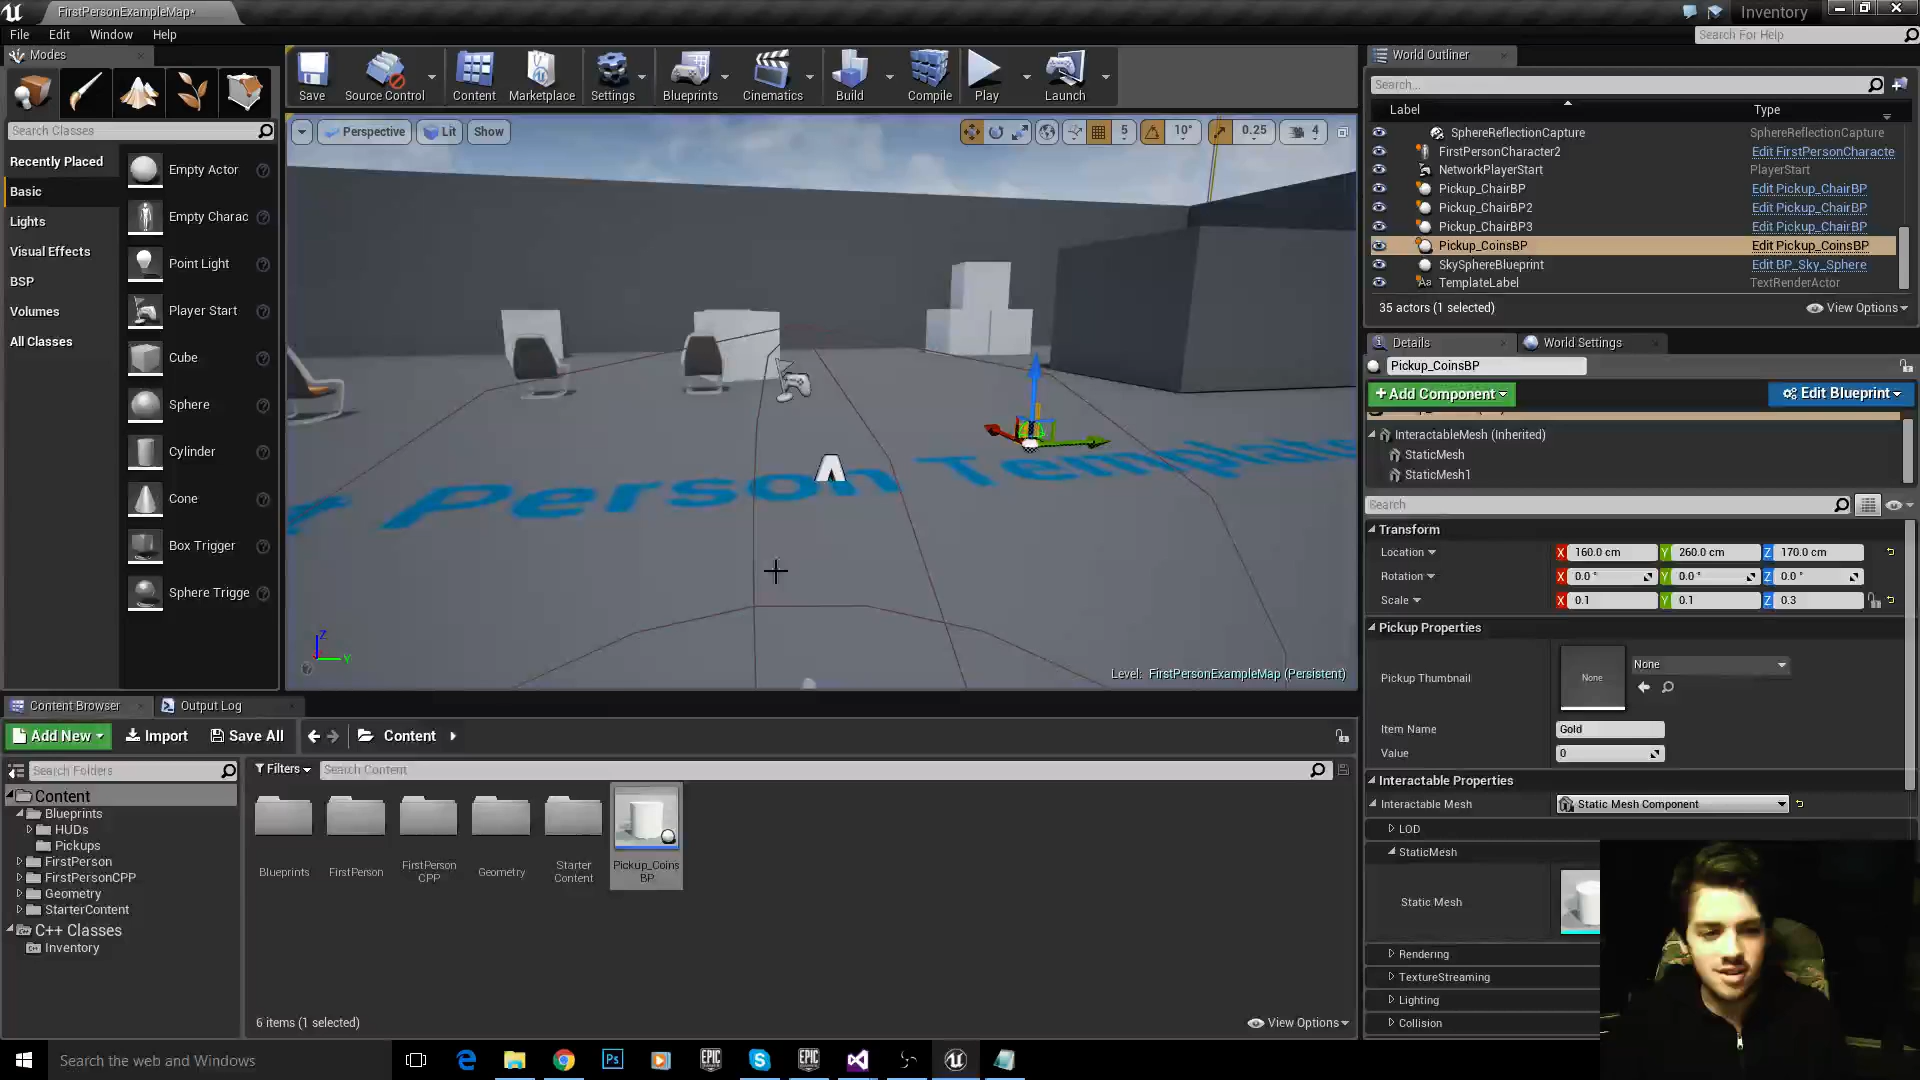 FirstPersonExampleMap*
Inventory
File Edit Window Help
Search For Help
Modes
Search Classes
Recently Placed
Basic
Lights
Visual Effects
BSP
Volumes
All Classes
Empty Actor
Empty Charac
Point Light
Player Start
Cube
Sphere
Cylinder
Cone
Box Trigger
Sphere Trigge
Save
Source Control
Content
Marketplace
Settings
Blueprints
Cinematics
Build
Compile
Play
Launch
Perspective
Lit
Show
5
10°
0.25
4
Person Template
Z
Y
Level: FirstPersonExampleMap (Persistent)
World Outliner
Search...
Label Type
SphereReflectionCapture SphereReflectionCapture
FirstPersonCharacter2 Edit FirstPersonCharacte
NetworkPlayerStart PlayerStart
Pickup_ChairBP Edit Pickup_ChairBP
Pickup_ChairBP2 Edit Pickup_ChairBP
Pickup_ChairBP3 Edit Pickup_ChairBP
Pickup_CoinsBP Edit Pickup_CoinsBP
SkySphereBlueprint Edit BP_Sky_Sphere
TemplateLabel TextRenderActor
35 actors (1 selected)
View Options
Details
World Settings
Pickup_CoinsBP
+Add Component
Edit Blueprint
InteractableMesh (Inherited)
StaticMesh
StaticMesh1
Search
Transform
Location X 160.0 cm Y 260.0 cm Z 170.0 cm
Rotation X 0.0 ° Y 0.0 ° Z 0.0 °
Scale X 0.1 Y 0.1 Z 0.3
Pickup Properties
Pickup Thumbnail None None
Item Name Gold
Value 0
Interactable Properties
Interactable Mesh Static Mesh Component
LOD
StaticMesh
Static Mesh
Rendering
TextureStreaming
Lighting
Collision
Content Browser
Output Log
Add New
Import
Save All
Content
Search Folders
Filters
Search Content
Content
Blueprints
HUDs
Pickups
FirstPerson
FirstPersonCPP
Geometry
StarterContent
C++ Classes
Inventory
Blueprints
FirstPerson
FirstPerson
CPP
Geometry
Starter
Content
Pickup_Coins
BP
6 items (1 selected)
View Options
Search the web and Windows
Ps
EPIC
EPIC